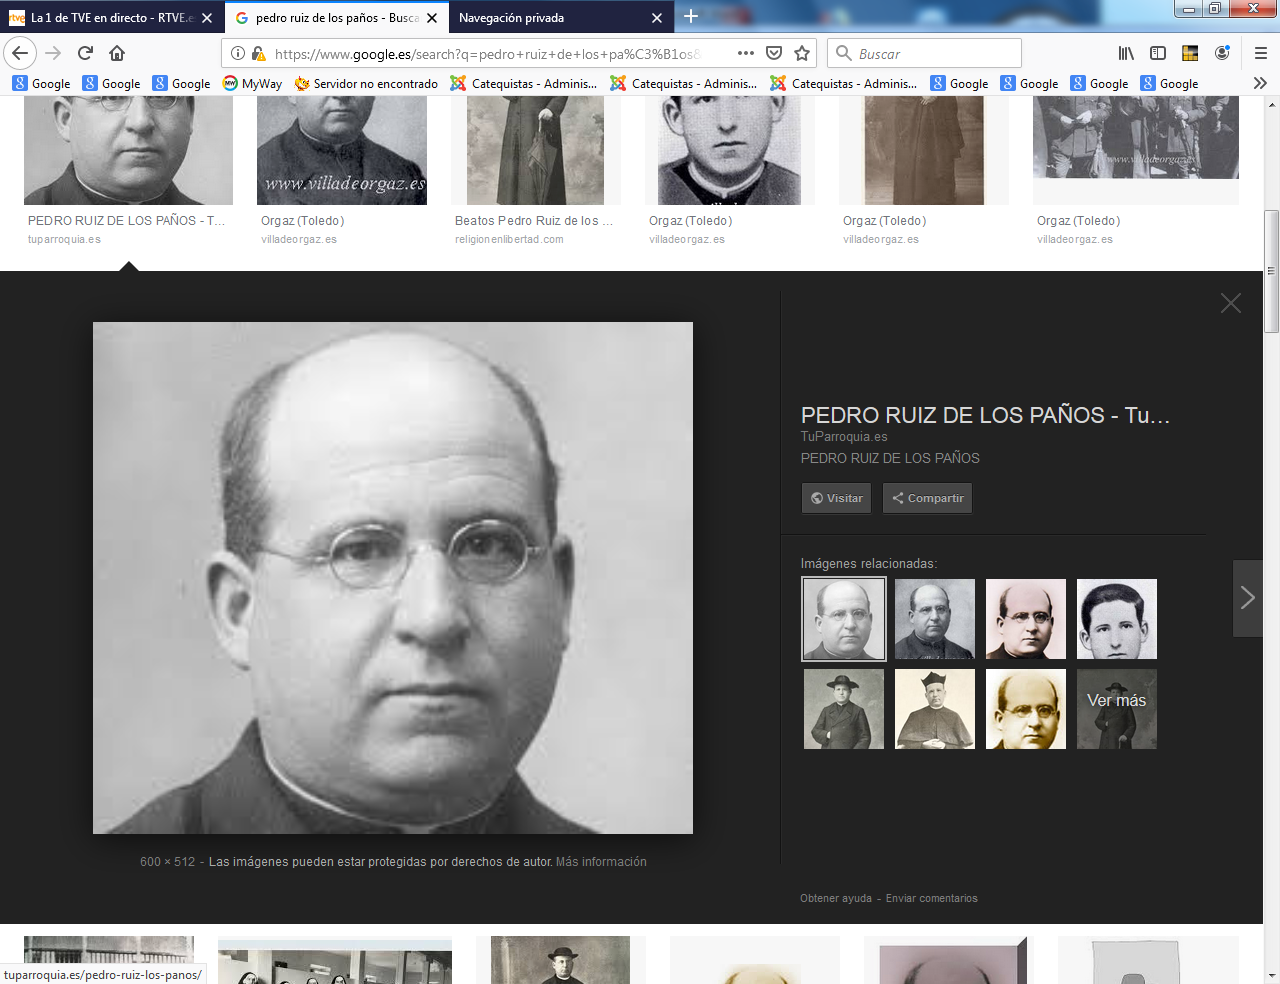 La 1 de TVE en directo - RTVE.e
pedro ruiz de los paños - Busca
Navegación privada
https://www.google.es/search?q=pedro+ruiz+de+los+pa%C3%B1os&
Buscar
Google
Google
Google
MyWay
Servidor no encontrado
Catequistas - Adminis...
Catequistas - Adminis...
Catequistas - Adminis...
Google
Google
Google
Google
www.villadeorgaz.es
www.villadeorgaz.es
PEDRO RUIZ DE LOS PAÑOS - T...
tuparroquia.es
Orgaz (Toledo)
villadeorgaz.es
Beatos Pedro Ruiz de los ...
religionenlibertad.com
Orgaz (Toledo)
villadeorgaz.es
Orgaz (Toledo)
villadeorgaz.es
Orgaz (Toledo)
villadeorgaz.es
PEDRO RUIZ DE LOS PAÑOS - Tu...
TuParroquia.es
PEDRO RUIZ DE LOS PAÑOS
Visitar
Compartir
Imágenes relacionadas:
Ver más
600 × 512 - Las imágenes pueden estar protegidas por derechos de autor. Más información
Obtener ayuda - Enviar comentarios
tuparroquia.es/pedro-ruiz-los-panos/